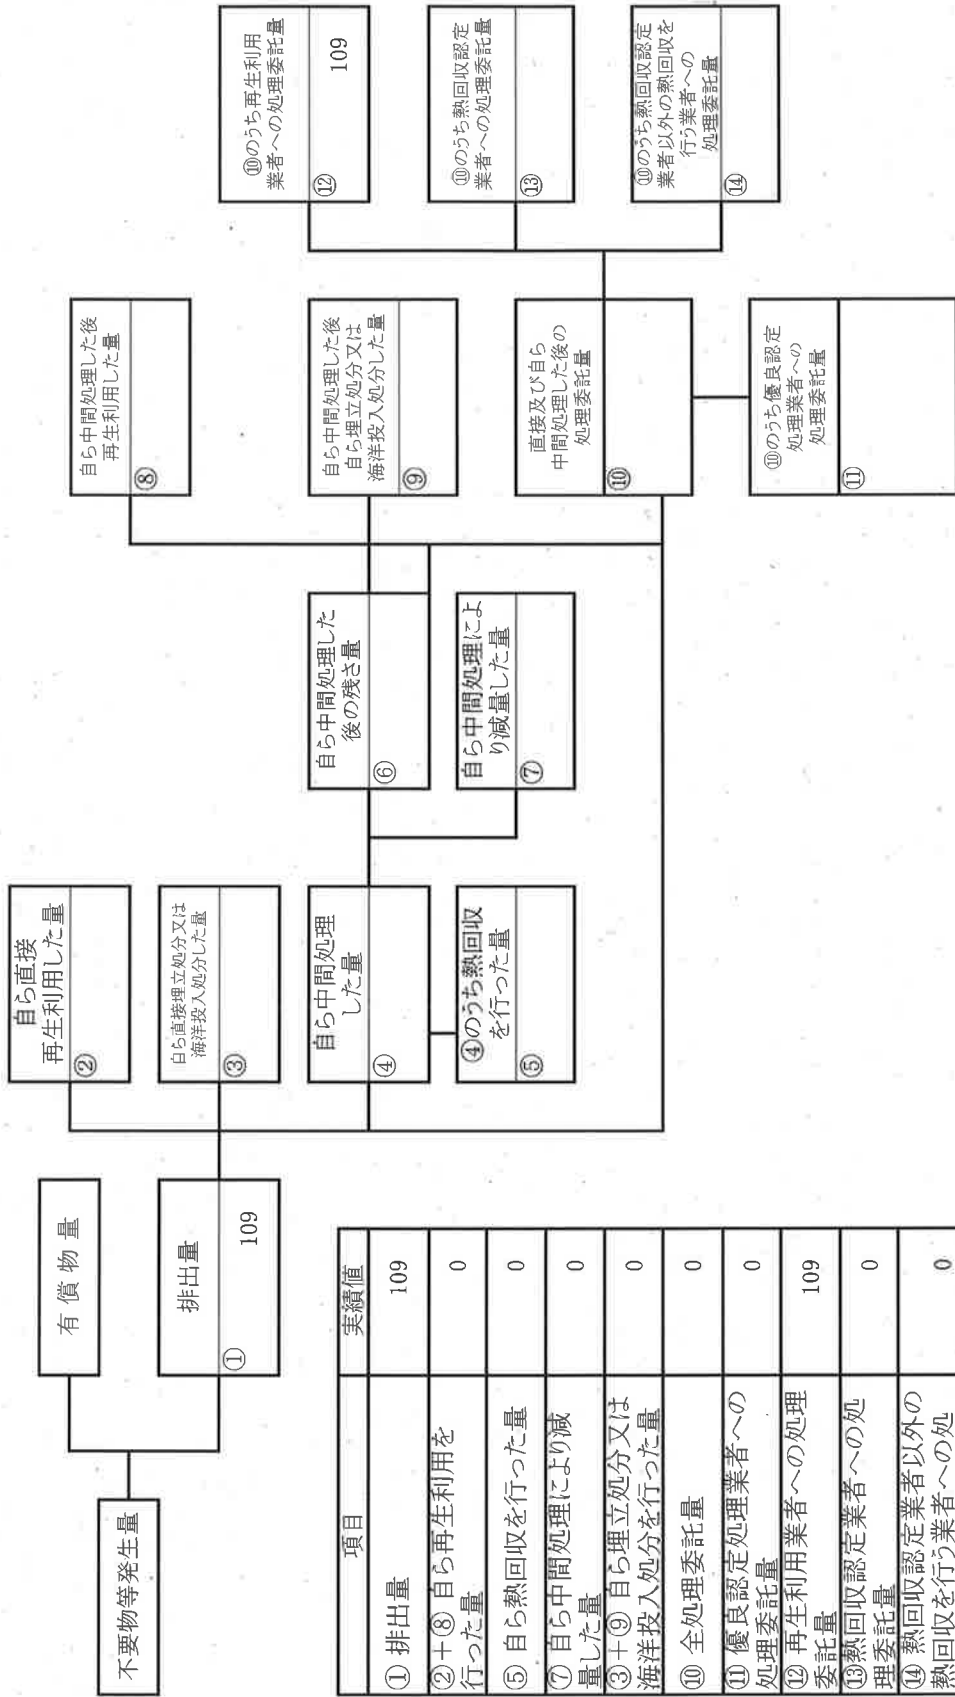 不要物等発生量
有償物量
排出量
①
109
自ら直接
再生利用した量
②
自ら直接埋立処分又は
海洋投入処分した量
③
自ら中間処理
した量
④
④のうち熱回収
を行った量
⑤
自ら中間処理した
後の残さ量
⑥
自ら中間処理によ
り減量した量
⑦
自ら中間処理した後
再生利用した量
⑧
自ら中間処理した後
自ら埋立処分又は
海洋投入処分した量
⑨
直接及び自ら
中間処理した後の
処理委託量
⑩
⑩のうち優良認定
処理業者への
処理委託量
⑪
⑩のうち再生利用
業者への処理委託量
⑫
109
⑩のうち熱回収認定
業者への処理委託量
⑬
⑩のうち熱回収認定
業者以外の熱回収を
行う業者への
処理委託量
⑭
項目 実績値
① 排出量 109
②+⑧ 自ら再生利用を
行った量 0
⑤ 自ら熱回収を行った量 0
⑦ 自ら中間処理により減
量した量 0
③+⑨ 自ら埋立処分又は
海洋投入処分を行った量 0
⑩ 全処理委託量 0
⑪ 優良認定処理業者への
処理委託量 0
⑫ 再生利用業者への処理
委託量 109
⑬熱回収認定業者への処
理委託量 0
⑭ 熱回収認定業者以外の
熱回収を行う業者への処 0